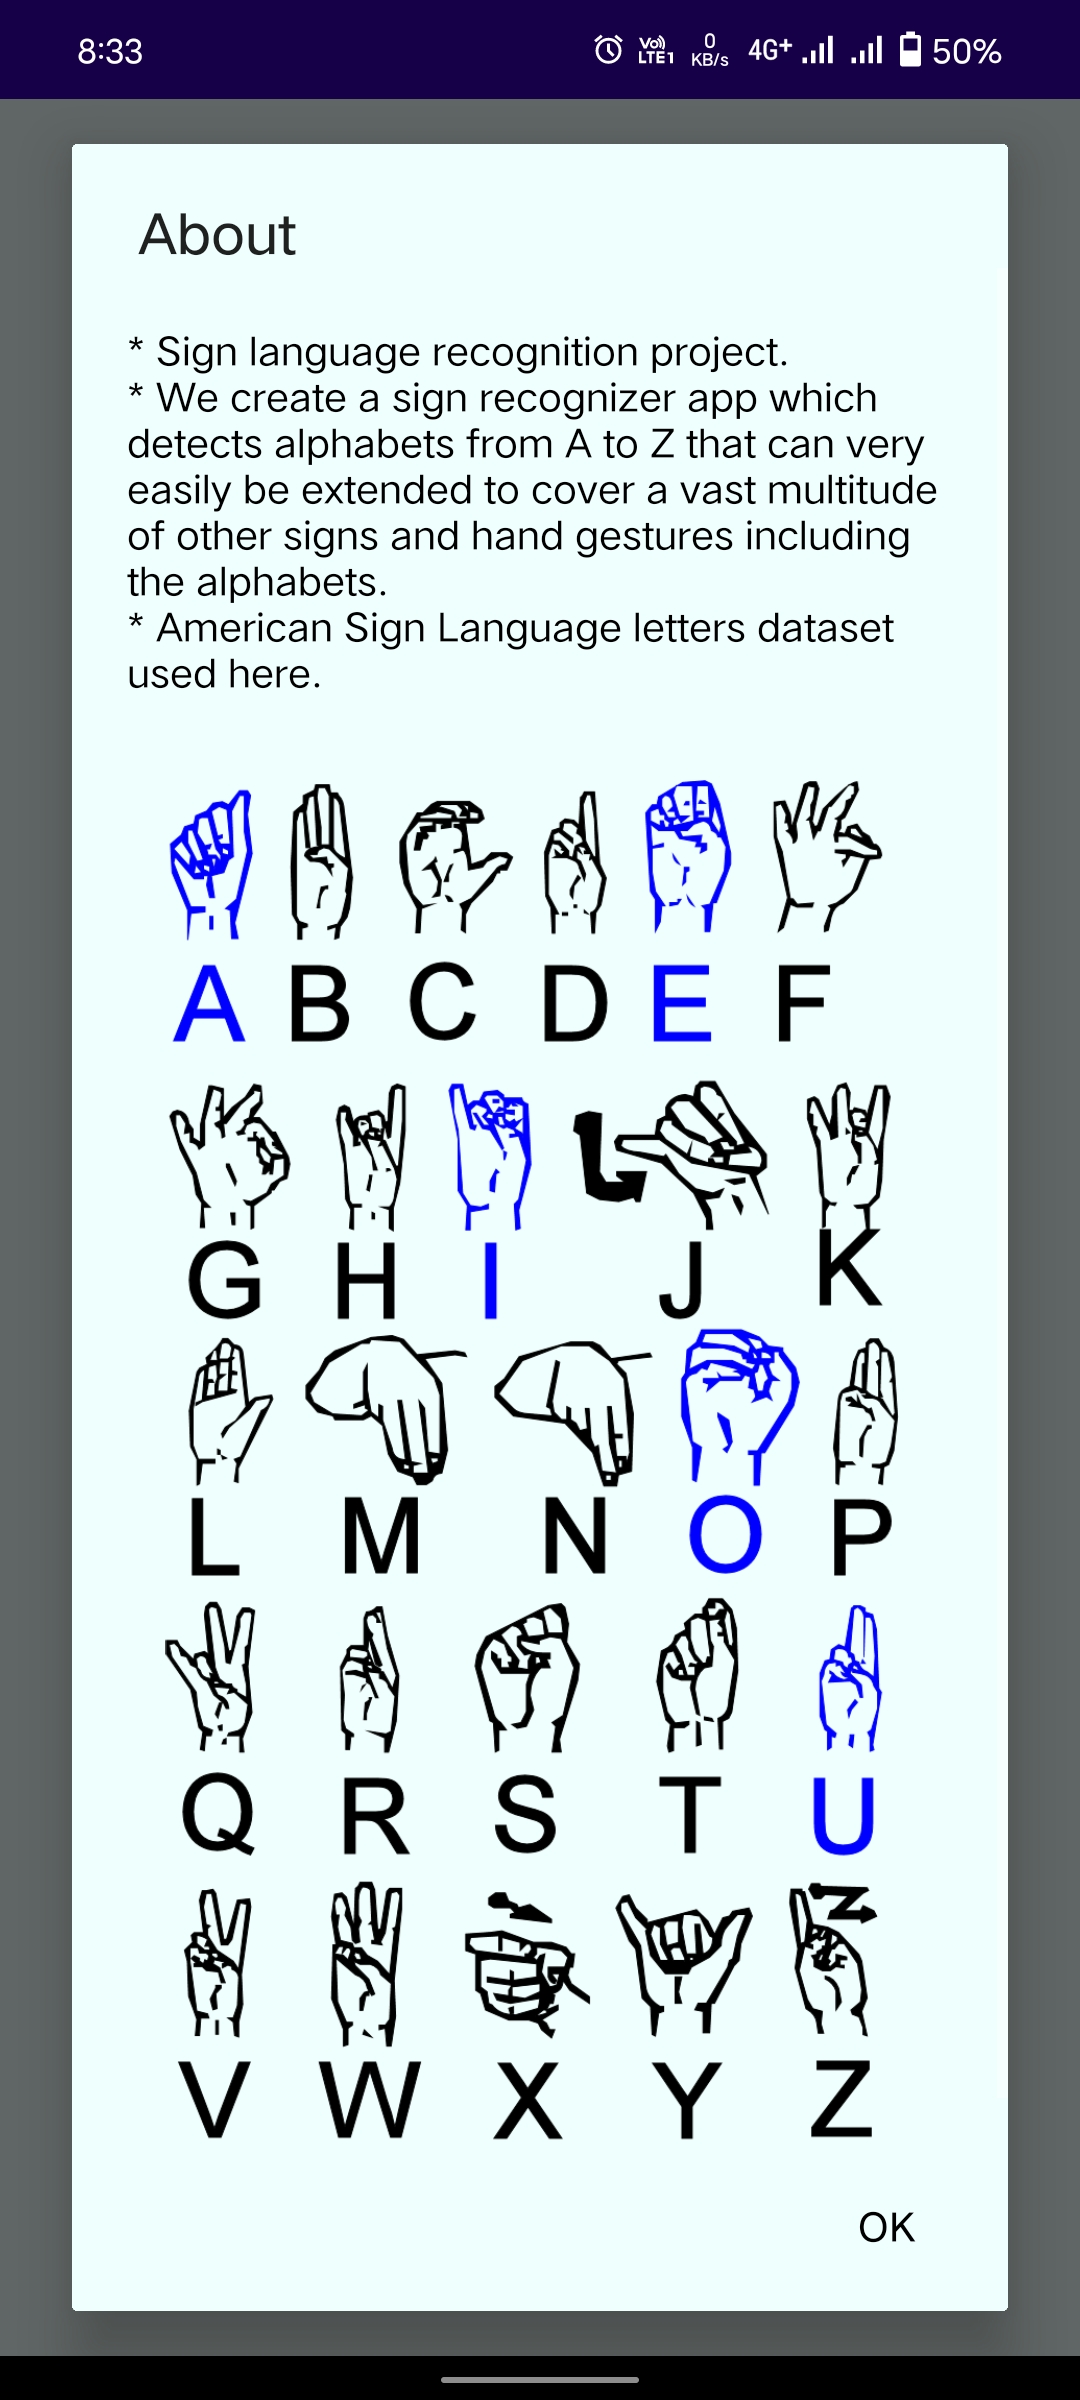 8:33 Vo)) LTE1 0 KB/s 4G+ 50%
About
* Sign language recognition project.
* We create a sign recognizer app which
detects alphabets from A to Z that can very
easily be extended to cover a vast multitude
of other signs and hand gestures including
the alphabets.
* American Sign Language letters dataset
used here.
A B C D E F
G H I J K
L M N O P
Q R S T U
Z
V W X Y Z
OK